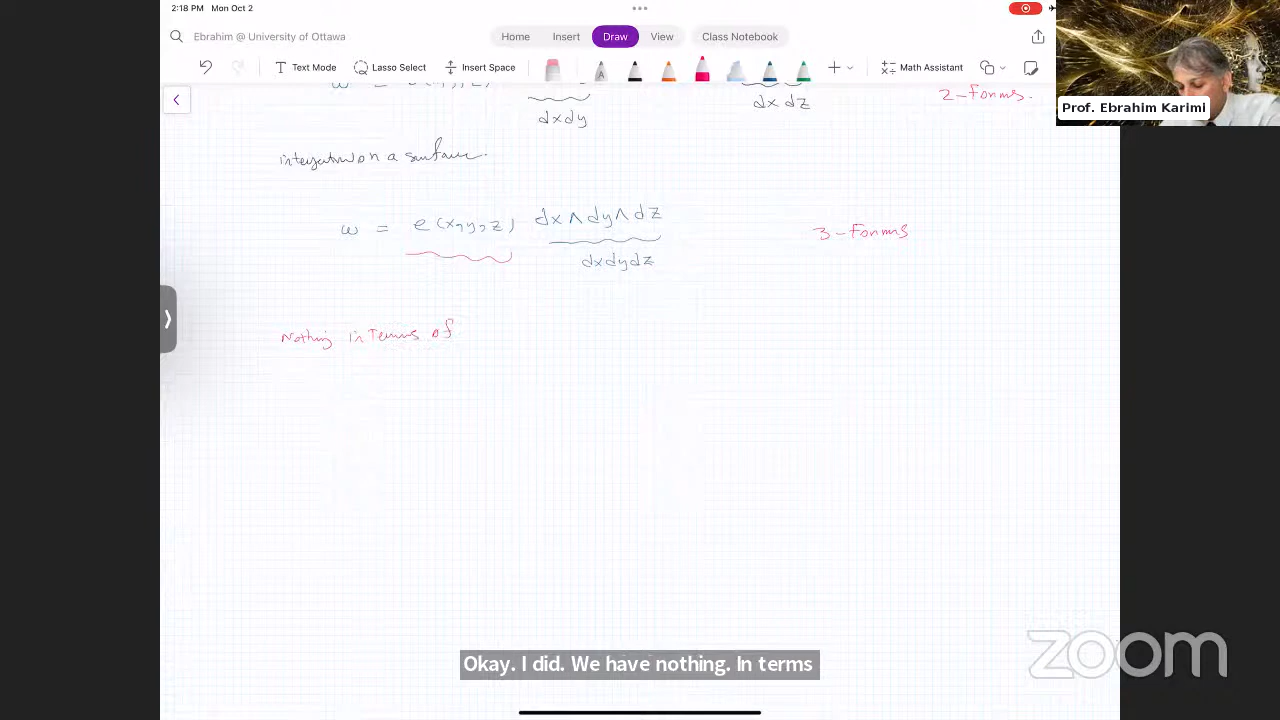 2:18 PM Mon Oct 2
Ebrahim @ University of Ottawa
Home Insert Draw View Class Notebook
Text Mode Lasso Select Insert Space Math Assistant
Prof. Ebrahim Karimi
2-Forms.
dxdy
dxdz
integration on a surface.
ω = e(x,y,z) dx∧dy∧dz
3-Forms
dxdydz
Nothing in Terms of
Okay. I did. We have nothing. In terms
zoom